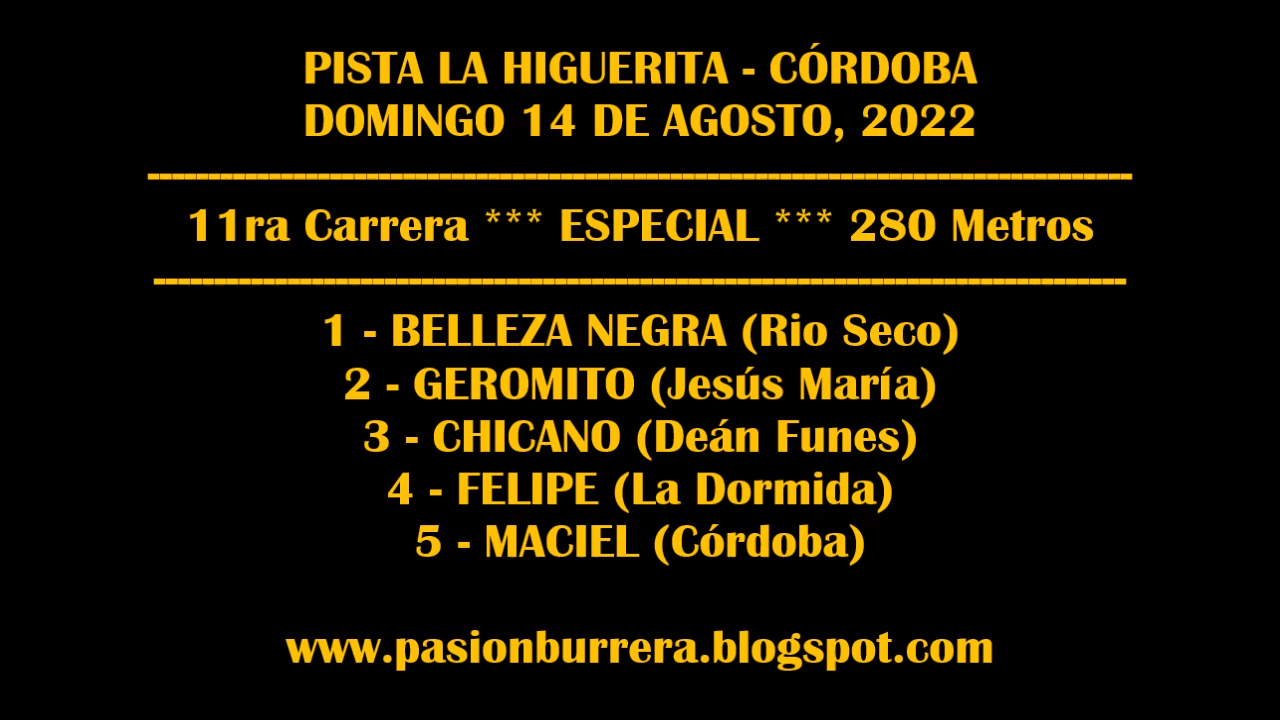 PISTA LA HIGUERITA - CÓRDOBA
DOMINGO 14 DE AGOSTO, 2022
--------------------------------------------------------------------------------
11ra Carrera *** ESPECIAL *** 280 Metros
-------------------------------------------------------------------------------
1 - BELLEZA NEGRA (Rio Seco)
2 - GEROMITO (Jesús María)
3 - CHICANO (Deán Funes)
4 - FELIPE (La Dormida)
5 - MACIEL (Córdoba)
www.pasionburrera.blogspot.com